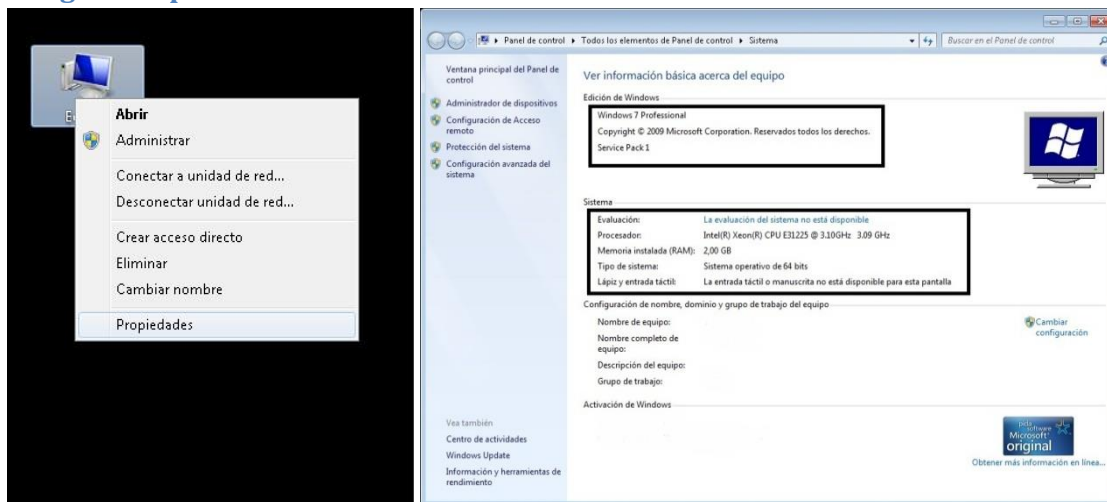 Abrir
Administrar
Conectar a unidad de red...
Desconectar unidad de red...
Crear acceso directo
Eliminar
Cambiar nombre
Propiedades
Panel de control
Todos los elementos de Panel de control
Sistema
Buscar en el Panel de control
Ventana principal del Panel de
control
Administrador de dispositivos
Configuración de Acceso
remoto
Protección del sistema
Configuración avanzada del
sistema
Vea también
Centro de actividades
Windows Update
Información y herramientas de
rendimiento
Ver información básica acerca del equipo
Edición de Windows
Windows 7 Professional
Copyright © 2009 Microsoft Corporation. Reservados todos los derechos.
Service Pack 1
Sistema
Evaluación: La evaluación del sistema no está disponible
Procesador: Intel(R) Xeon(R) CPU E31225 @ 3.10GHz 3.09 GHz
Memoria instalada (RAM): 2,00 GB
Tipo de sistema: Sistema operativo de 64 bits
Lápiz y entrada táctil: La entrada táctil o manuscrita no está disponible para esta pantalla
Configuración de nombre, dominio y grupo de trabajo del equipo
Nombre de equipo:
Cambiar
configuración
Nombre completo de
equipo:
Descripción del equipo:
Grupo de trabajo:
Activación de Windows
software
Microsoft
original
Obtener más información en línea...